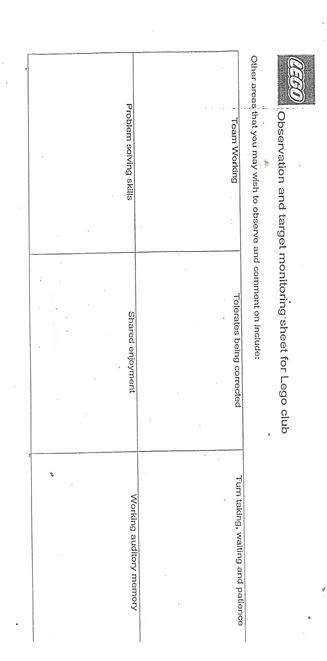 LEGO
Observation and target monitoring sheet for Lego club
Other areas that you may wish to observe and comment on include:
Team Working
Tolerates being corrected
Turn taking, waiting and patience
Problem solving skills
Shared enjoyment
Working auditory memory